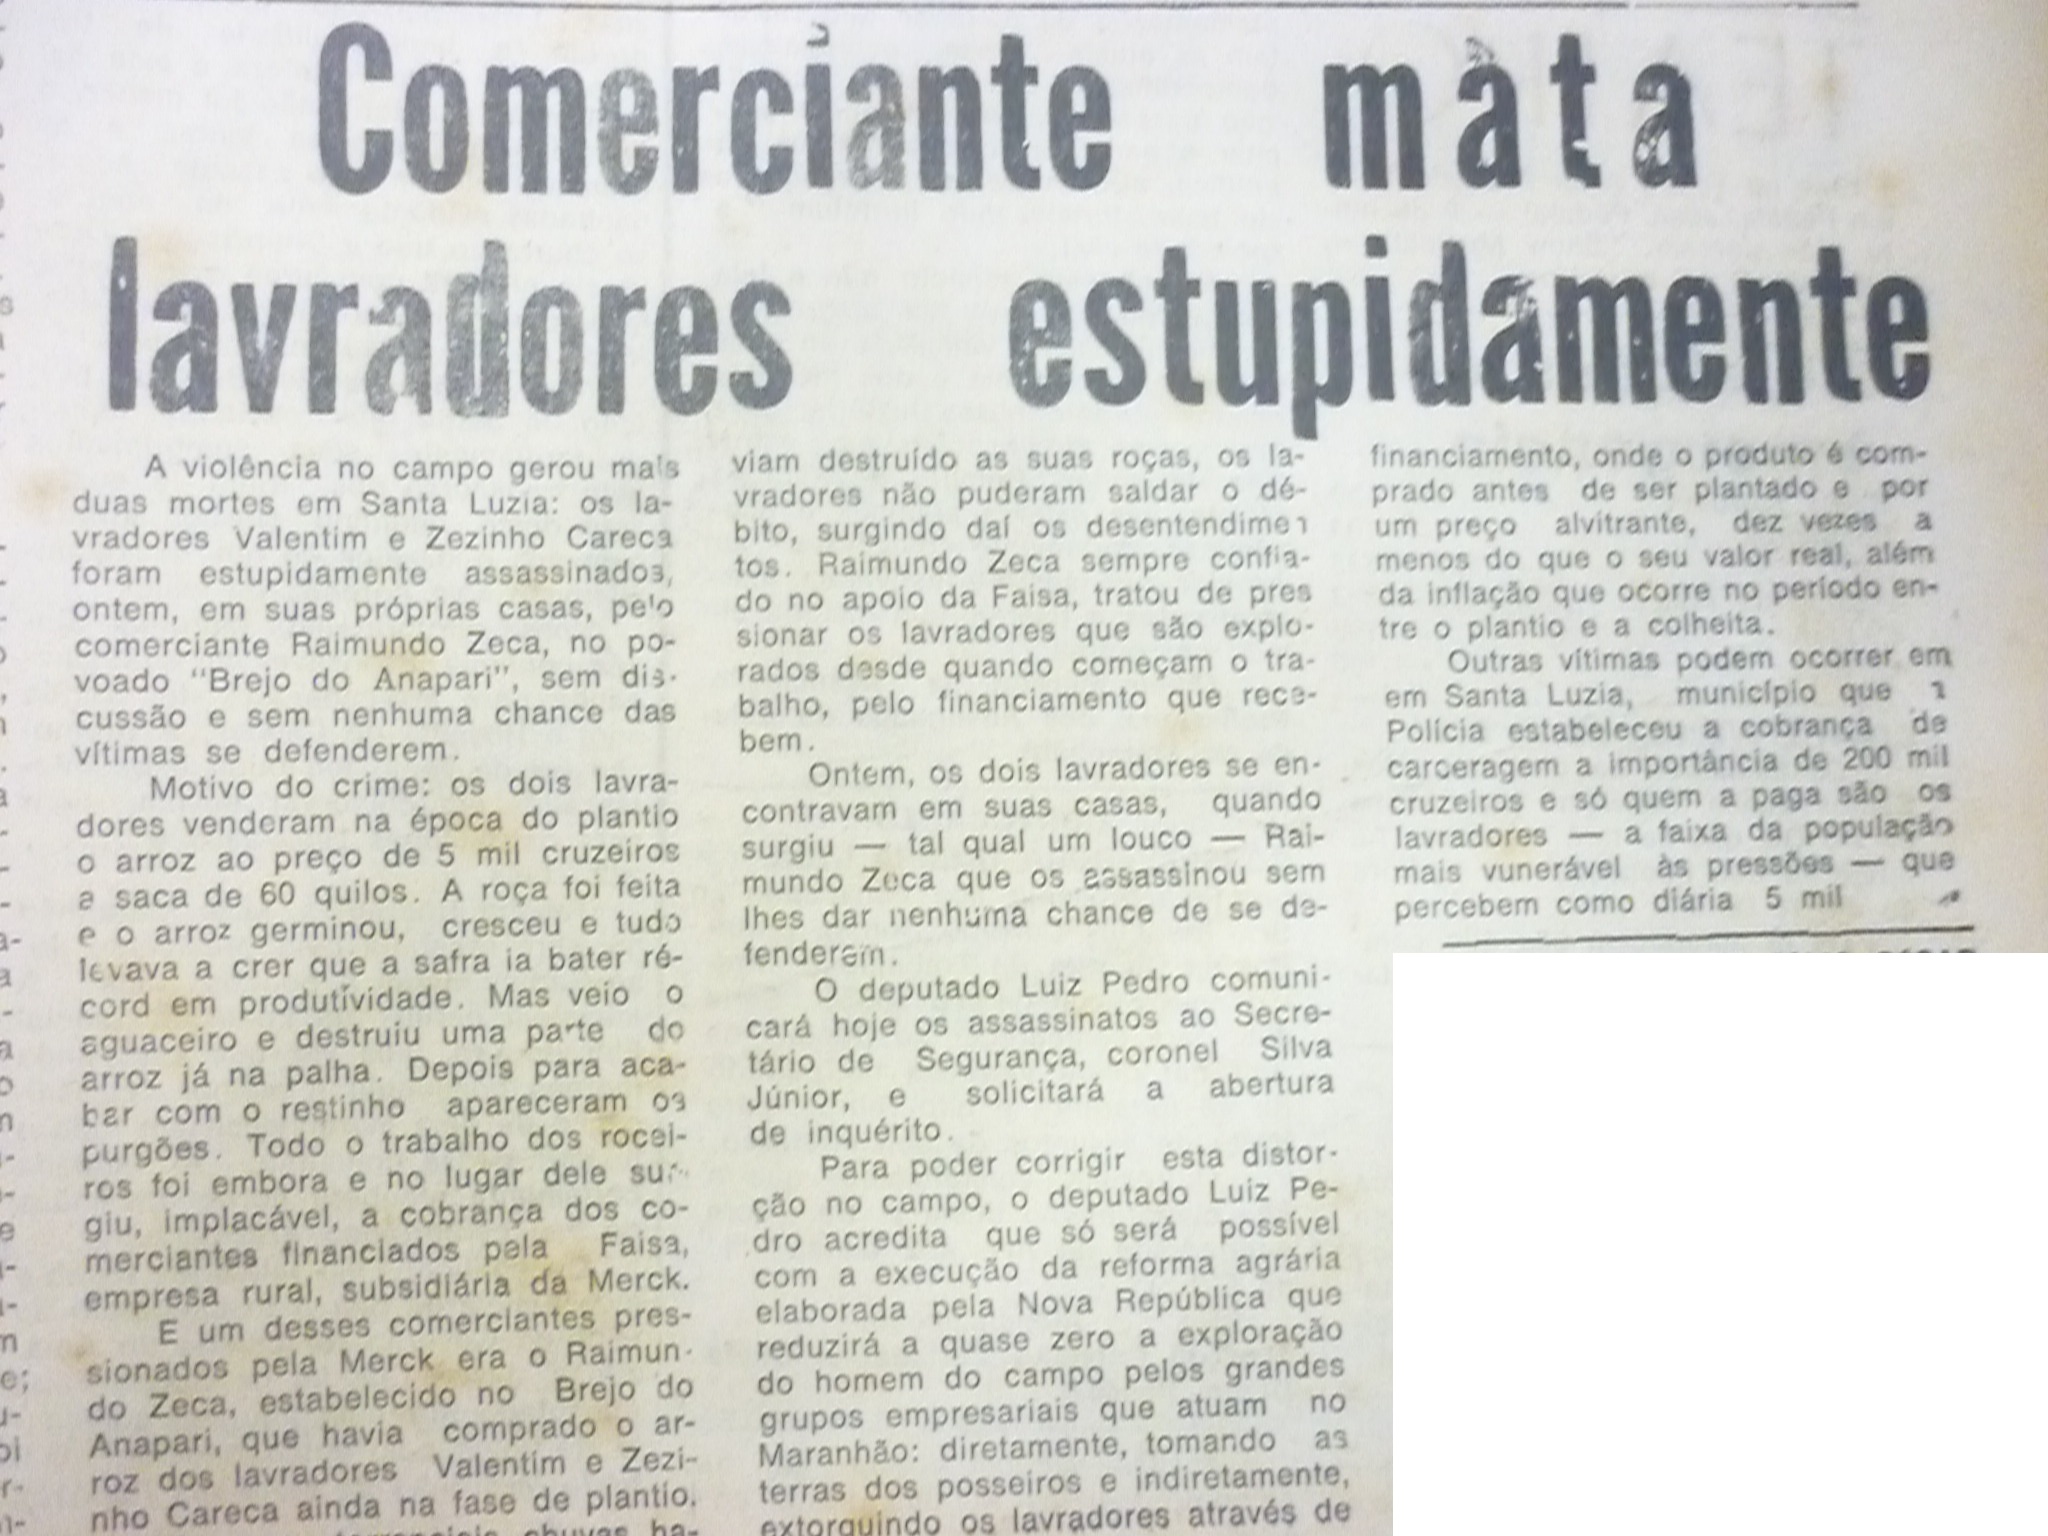 Comerciante mata
lavradores estupidamente
A violência no campo gerou mais
duas mortes em Santa Luzia: os la-
vradores Valentim e Zezinho Careca
foram estupidamente assassinados,
ontem, em suas próprias casas, pelo
comerciante Raimundo Zeca, no po-
voado "Brejo do Anapari", sem dis-
cussão e sem nenhuma chance das
vítimas se defenderem.
Motivo do crime: os dois lavra-
dores venderam na época do plantio
o arroz ao preço de 5 mil cruzeiros
a saca de 60 quilos. A roça foi feita
e o arroz germinou, cresceu e tudo
levava a crer que a safra ia bater ré-
cord em produtividade. Mas veio o
aguaceiro e destruiu uma parte do
arroz já na palha. Depois para aca-
bar com o restinho apareceram os
purgões. Todo o trabalho dos rocei-
ros foi embora e no lugar dele sur-
giu, implacável, a cobrança dos co-
merciantes financiados pela Faisa,
empresa rural, subsidiária da Merck.
E um desses comerciantes pres-
sionados pela Merck era o Raimun-
do Zeca, estabelecido no Brejo do
Anapari, que havia comprado o ar-
roz dos lavradores Valentim e Zezi-
nho Careca ainda na fase de plantio.
chuvas ha-
viam destruído as suas roças, os la-
vradores não puderam saldar o dé-
bito, surgindo daí os desentendimen
tos. Raimundo Zeca sempre confia-
do no apoio da Faisa, tratou de pres
sionar os lavradores que são explo-
rados desde quando começam o tra-
balho, pelo financiamento que rece-
bem.
Ontem, os dois lavradores se en-
contravam em suas casas, quando
surgiu — tal qual um louco — Rai-
mundo Zeca que os assassinou sem
lhes dar nenhuma chance de se de-
fenderem.
O deputado Luiz Pedro comuni-
cará hoje os assassinatos ao Secre-
tário de Segurança, coronel Silva
Júnior, e solicitará a abertura
de inquérito.
Para poder corrigir esta distor-
ção no campo, o deputado Luiz Pe-
dro acredita que só será possível
com a execução da reforma agrária
elaborada pela Nova República que
reduzirá a quase zero a exploração
do homem do campo pelos grandes
grupos empresariais que atuam no
Maranhão: diretamente, tomando as
terras dos posseiros e indiretamente,
extorquindo os lavradores através de
financiamento, onde o produto é com-
prado antes de ser plantado e por
um preço alvitrante, dez vezes a
menos do que o seu valor real, além
da inflação que ocorre no período en-
tre o plantio e a colheita.
Outras vítimas podem ocorrer em
em Santa Luzia, município que a
Polícia estabeleceu a cobrança de
carceragem a importância de 200 mil
cruzeiros e só quem a paga são os
lavradores — a faixa da população
mais vunerável às pressões — que
percebem como diária 5 mil